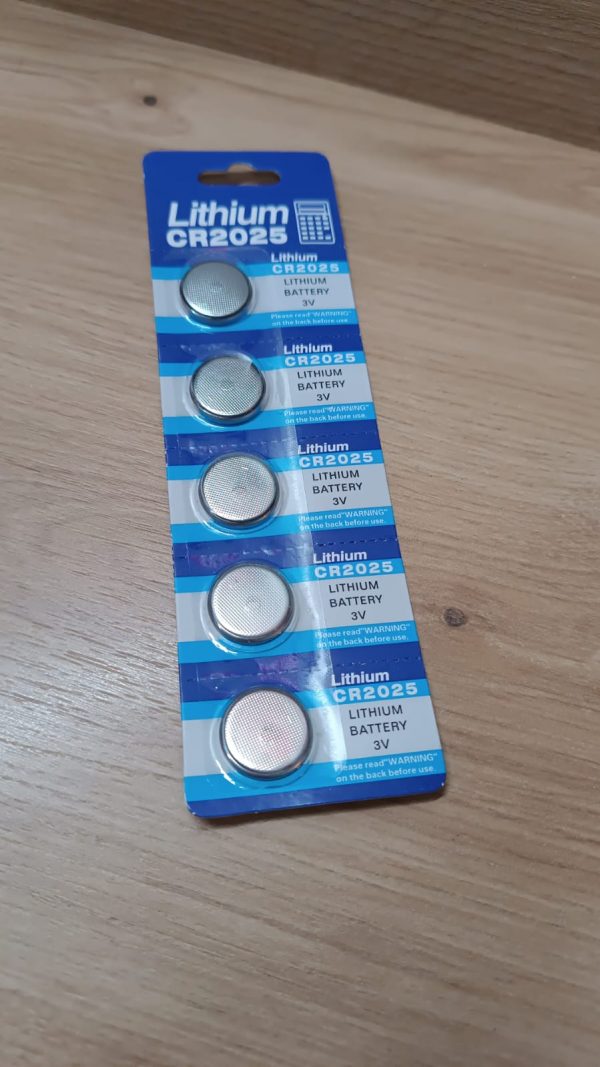 Lithium
CR2025
Lithium
CR2025
LITHIUM
BATTERY
3V
Please read"WARNING"
on the back before use.
Lithium
CR2025
LITHIUM
BATTERY
3V
Please read"WARNING"
on the back before use.
Lithium
CR2025
LITHIUM
BATTERY
3V
Please read"WARNING"
on the back before use.
Lithium
CR2025
LITHIUM
BATTERY
3V
Please read"WARNING"
on the back before use.
Lithium
CR2025
LITHIUM
BATTERY
3V
Please read"WARNING"
on the back before use.